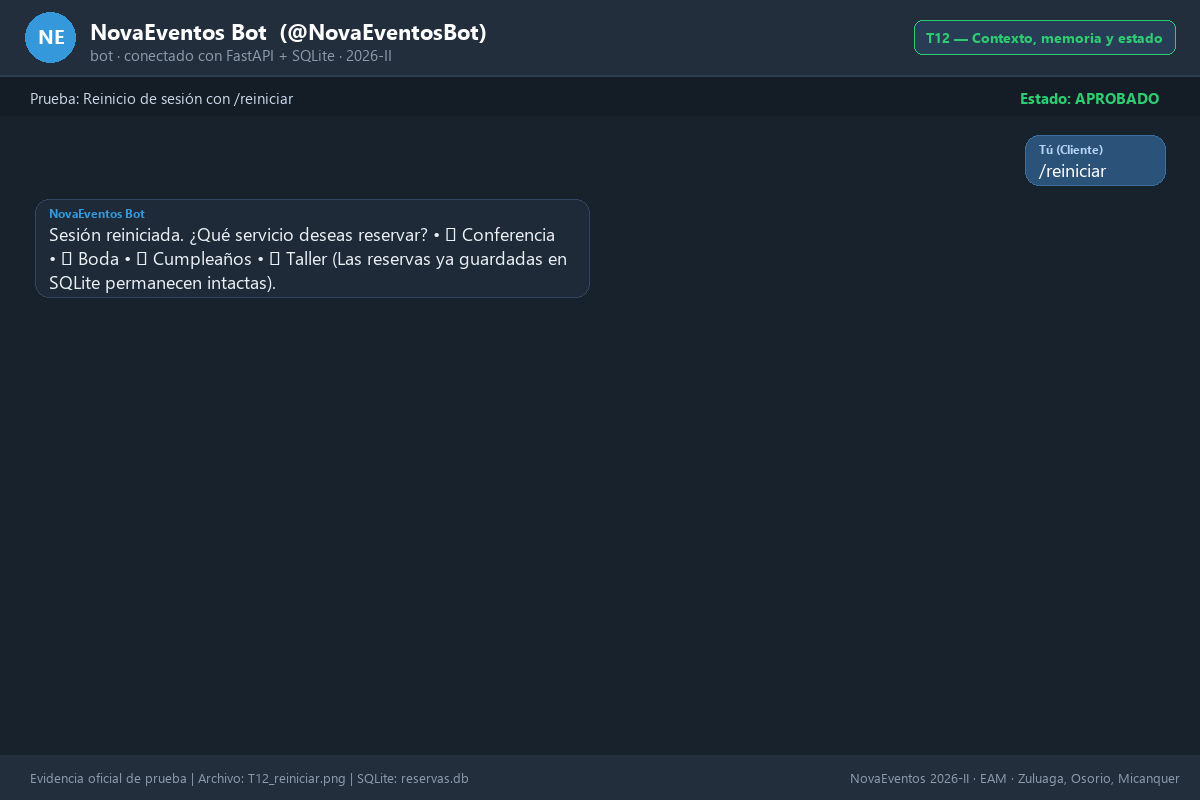 NE
NovaEventos Bot (@NovaEventosBot)
bot · conectado con FastAPI + SQLite · 2026-II
T12 — Contexto, memoria y estado
Prueba: Reinicio de sesión con /reiniciar
Estado: APROBADO
Tú (Cliente)
/reiniciar
NovaEventos Bot
Sesión reiniciada. ¿Qué servicio deseas reservar? • ▯ Conferencia
• ▯ Boda • ▯ Cumpleaños • ▯ Taller (Las reservas ya guardadas en
SQLite permanecen intactas).
Evidencia oficial de prueba | Archivo: T12_reiniciar.png | SQLite: reservas.db
NovaEventos 2026-II · EAM · Zuluaga, Osorio, Micanquer